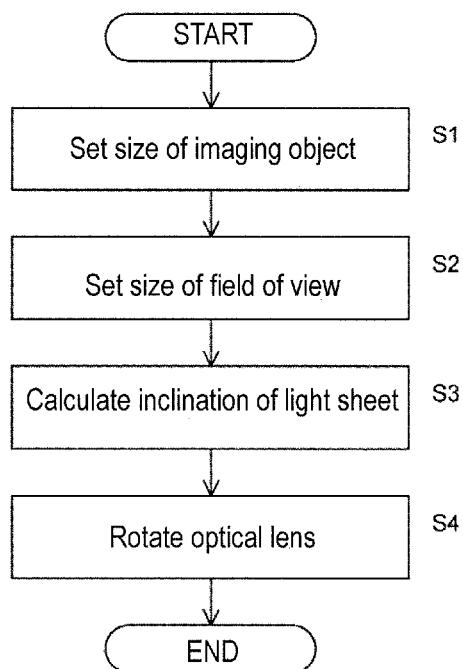 START
Set size of imaging object
S1
Set size of field of view
S2
Calculate inclination of light sheet
S3
Rotate optical lens
S4
END